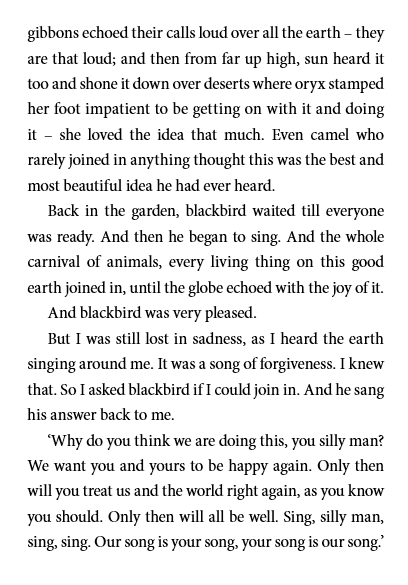 gibbons echoed their calls loud over all the earth – they
are that loud; and then from far up high, sun heard it
too and shone it down over deserts where oryx stamped
her foot impatient to be getting on with it and doing
it – she loved the idea that much. Even camel who
rarely joined in anything thought this was the best and
most beautiful idea he had ever heard.
Back in the garden, blackbird waited till everyone
was ready. And then he began to sing. And the whole
carnival of animals, every living thing on this good
earth joined in, until the globe echoed with the joy of it.
And blackbird was very pleased.
But I was still lost in sadness, as I heard the earth
singing around me. It was a song of forgiveness. I knew
that. So I asked blackbird if I could join in. And he sang
his answer back to me.
‘Why do you think we are doing this, you silly man?
We want you and yours to be happy again. Only then
will you treat us and the world right again, as you know
you should. Only then will all be well. Sing, silly man,
sing, sing. Our song is your song, your song is our song.’